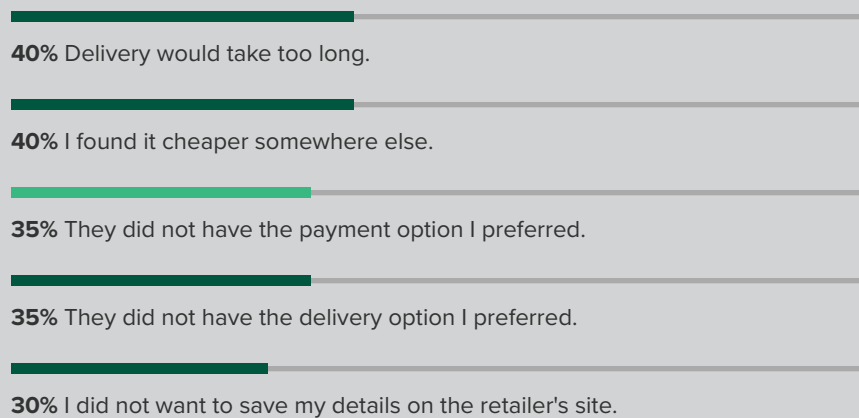 40% Delivery would take too long.
40% I found it cheaper somewhere else.
35% They did not have the payment option I preferred.
35% They did not have the delivery option I preferred.
30% I did not want to save my details on the retailer's site.